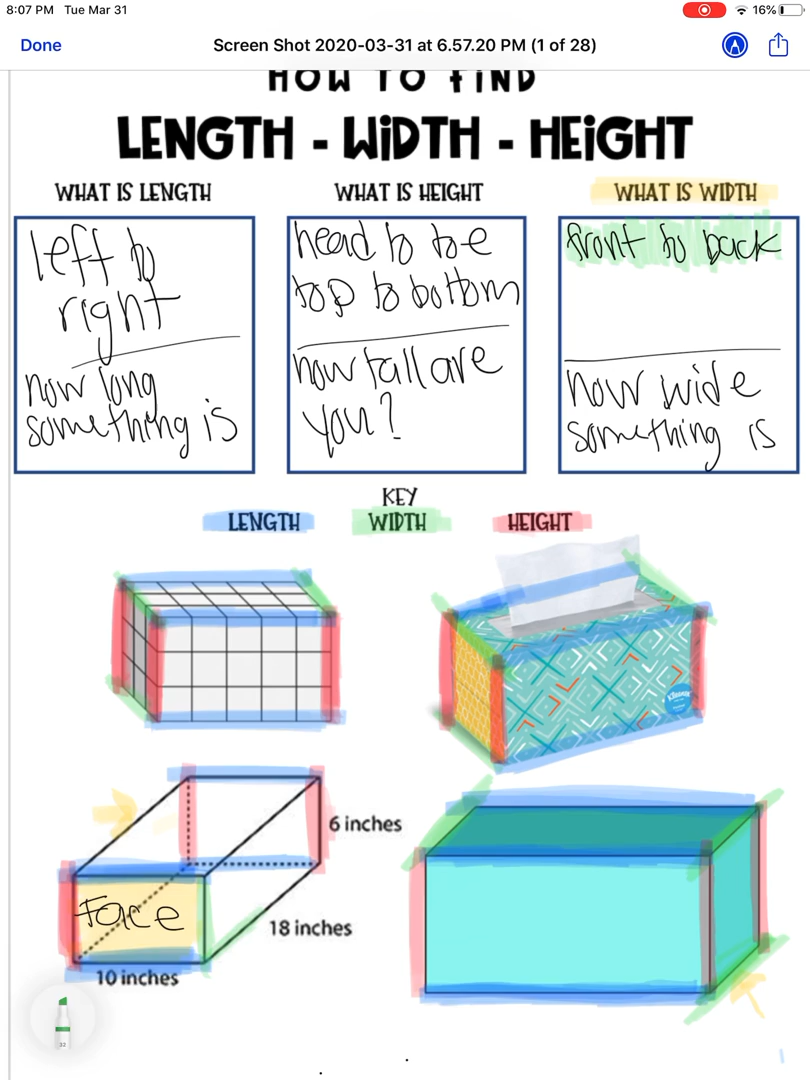 8:07 PM Tue Mar 31
16%
Done
Screen Shot 2020-03-31 at 6.57.20 PM (1 of 28)
HOW TO FIND
LENGTH - WIDTH - HEIGHT
WHAT IS LENGTH
WHAT IS HEIGHT
WHAT IS WIDTH
left to
right
how long
something is
head to toe
top to bottom
how tall are
you?
front to back
how wide
something is
KEY
LENGTH
WIDTH
HEIGHT
Kleenex
6 inches
Face
18 inches
10 inches